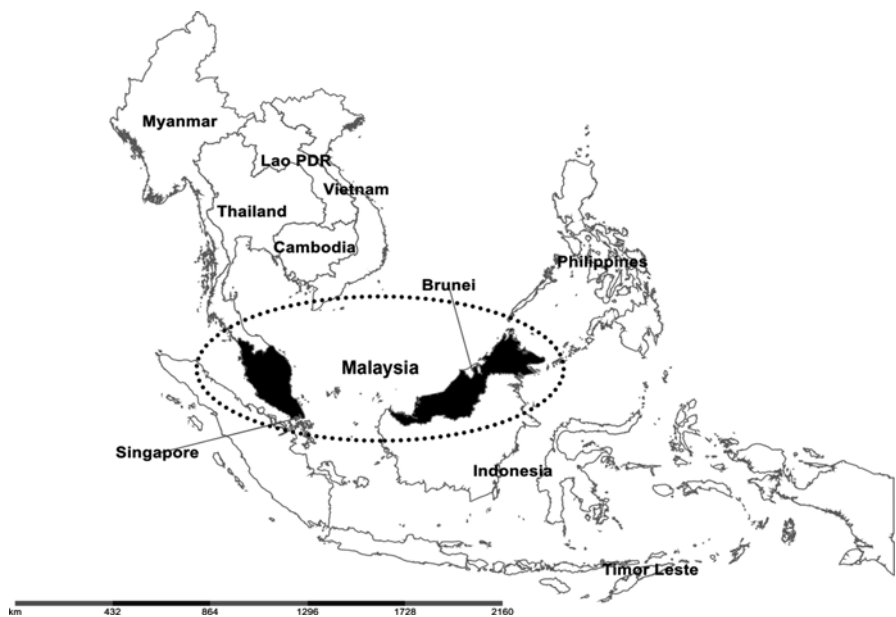 Myanmar
Lao PDR
Vietnam
Thailand
Cambodia
Philippines
Brunei
Malaysia
Singapore
Indonesia
Timor Leste
km 432 864 1296 1728 2160